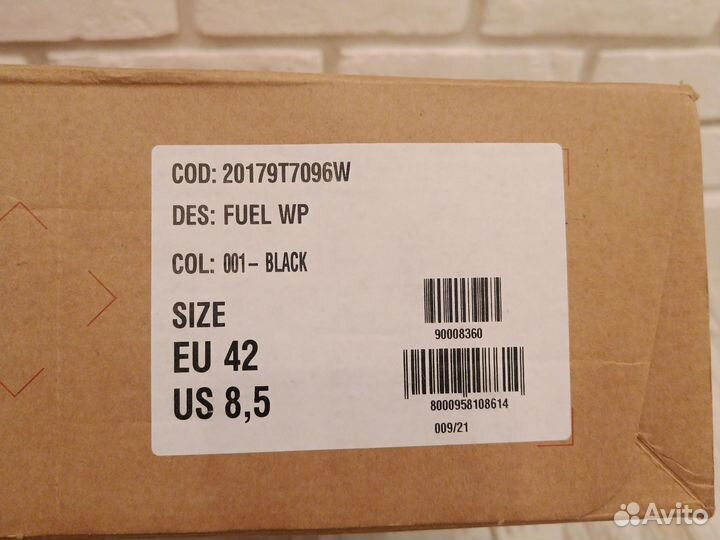 COD: 20179T7096W
DES: FUEL WP
COL: 001- BLACK
SIZE
EU 42
US 8,5
90008360
8000958108614
009/21
Avito